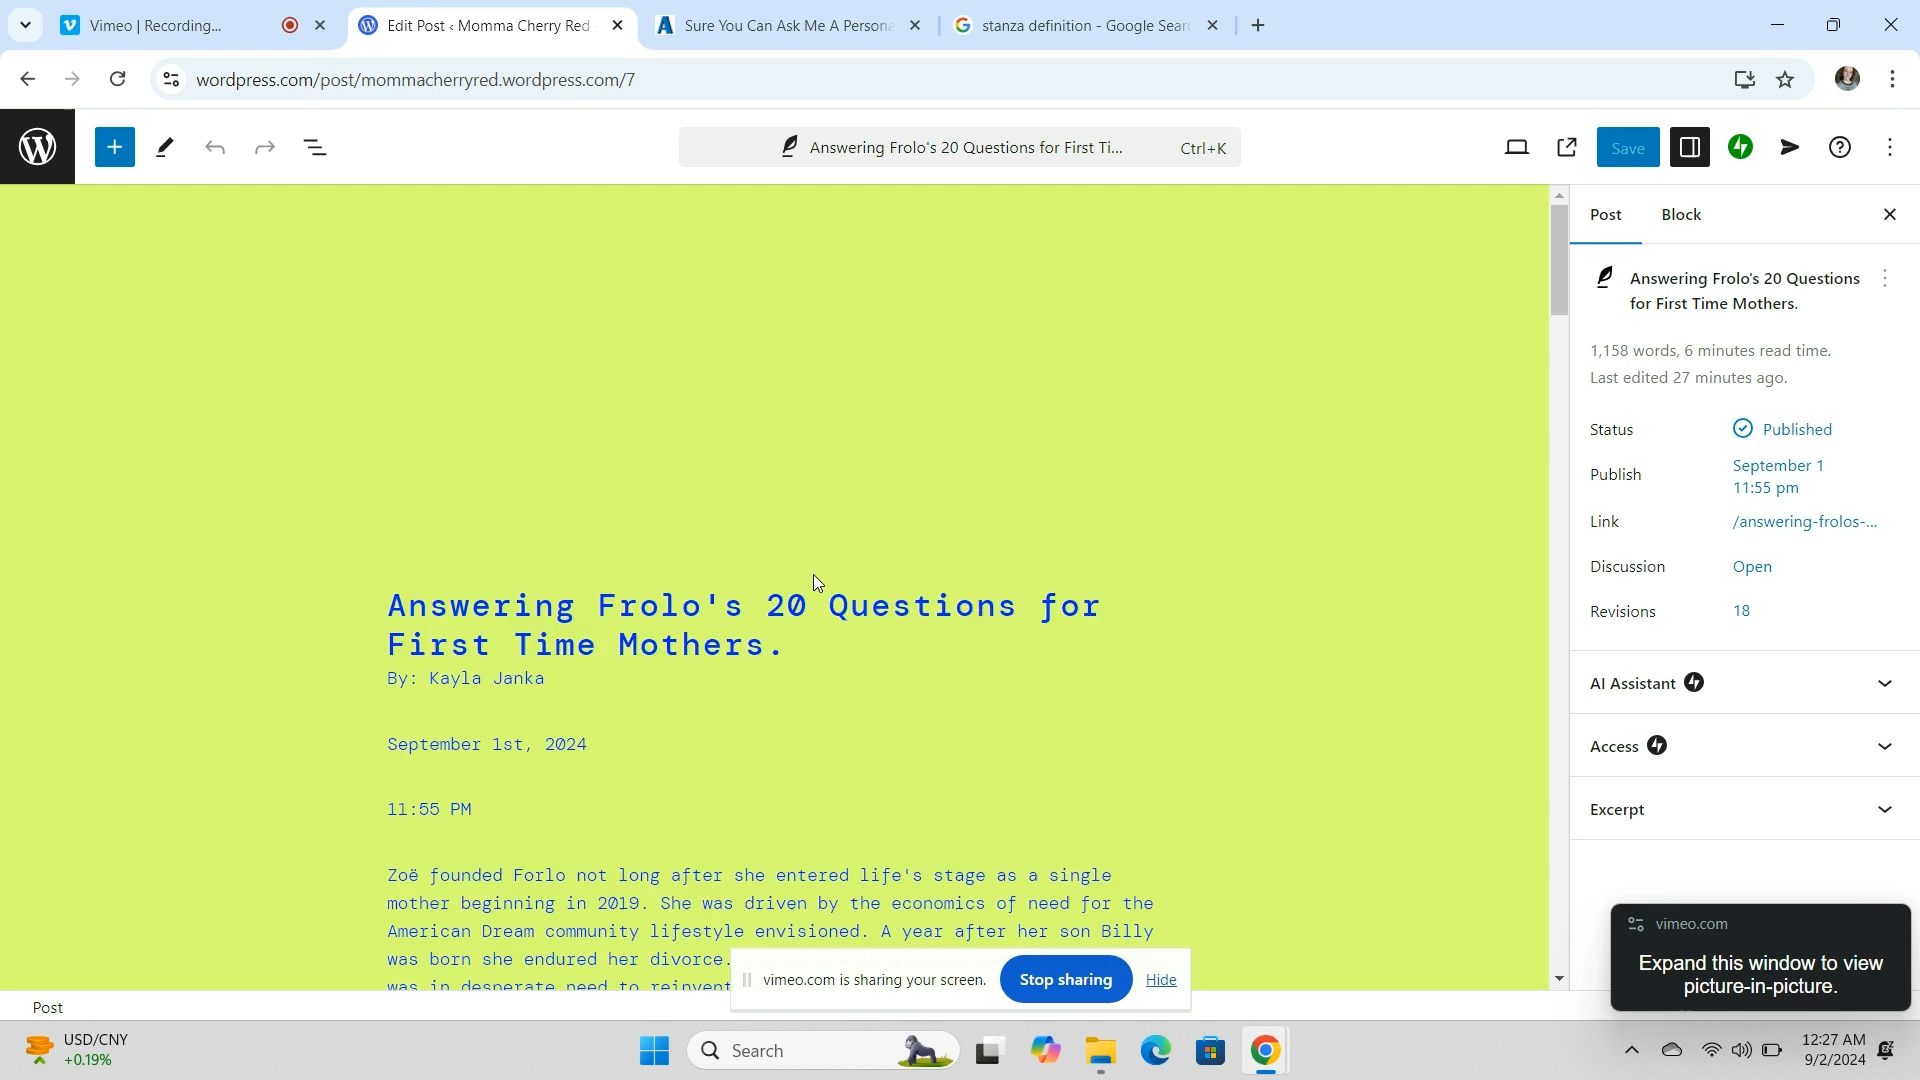 Vimeo | Recording...
Edit Post ‹ Momma Cherry Red
Sure You Can Ask Me A Persona
stanza definition - Google Sear
wordpress.com/post/mommacherryred.wordpress.com/7
Answering Frolo's 20 Questions for First Ti... Ctrl+K
Save
Post Block
Answering Frolo's 20 Questions
for First Time Mothers.
1,158 words, 6 minutes read time.
Last edited 27 minutes ago.
Status Published
Publish September 1
11:55 pm
Link /answering-frolos-...
Discussion Open
Revisions 18
AI Assistant
Access
Excerpt
Answering Frolo's 20 Questions for
First Time Mothers.
By: Kayla Janka
September 1st, 2024
11:55 PM
Zoë founded Forlo not long after she entered life's stage as a single
mother beginning in 2019. She was driven by the economics of need for the
American Dream community lifestyle envisioned. A year after her son Billy
was born she endured her divorce.
was in desperate need to reinvent
vimeo.com is sharing your screen. Stop sharing Hide
vimeo.com
Expand this window to view
picture-in-picture.
Post
USD/CNY
+0.19%
Search
12:27 AM
9/2/2024